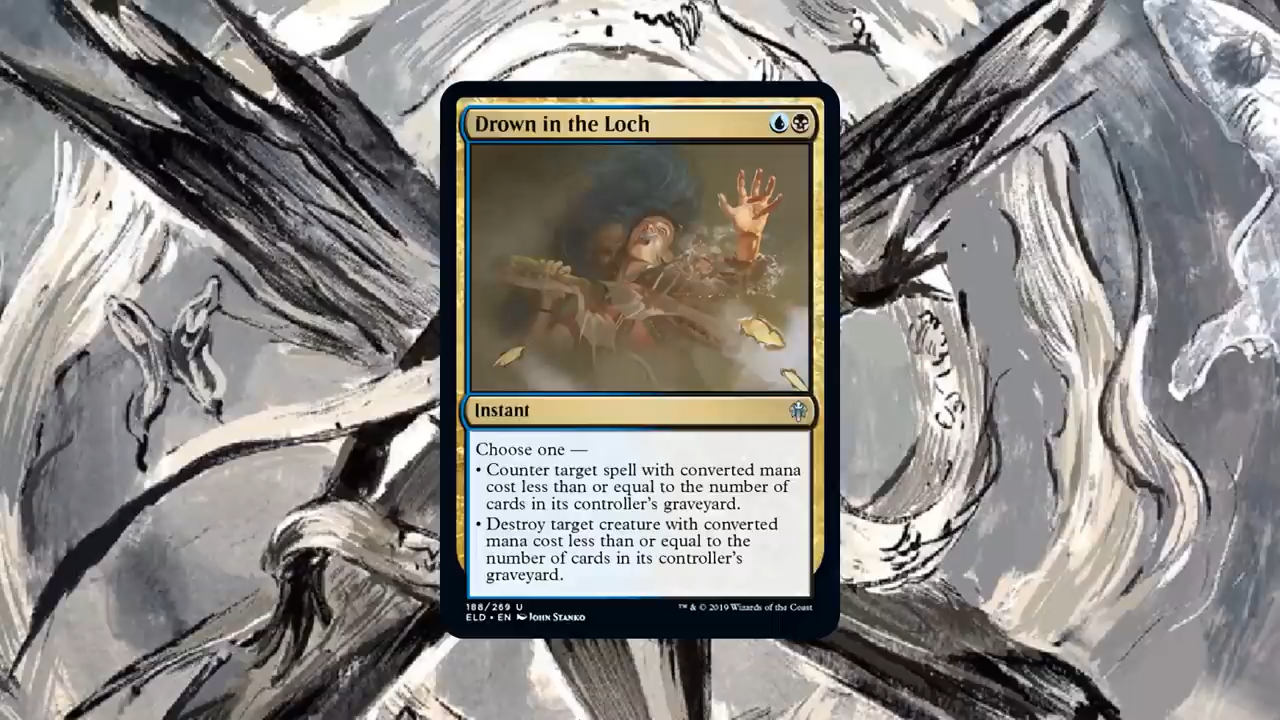 Drown in the Loch
Instant
Choose one —
• Counter target spell with converted mana
cost less than or equal to the number of
cards in its controller's graveyard.
• Destroy target creature with converted
mana cost less than or equal to the
number of cards in its controller's
graveyard.
188/269 U
ELD • EN John Stanko
™ & © 2019 Wizards of the Coast